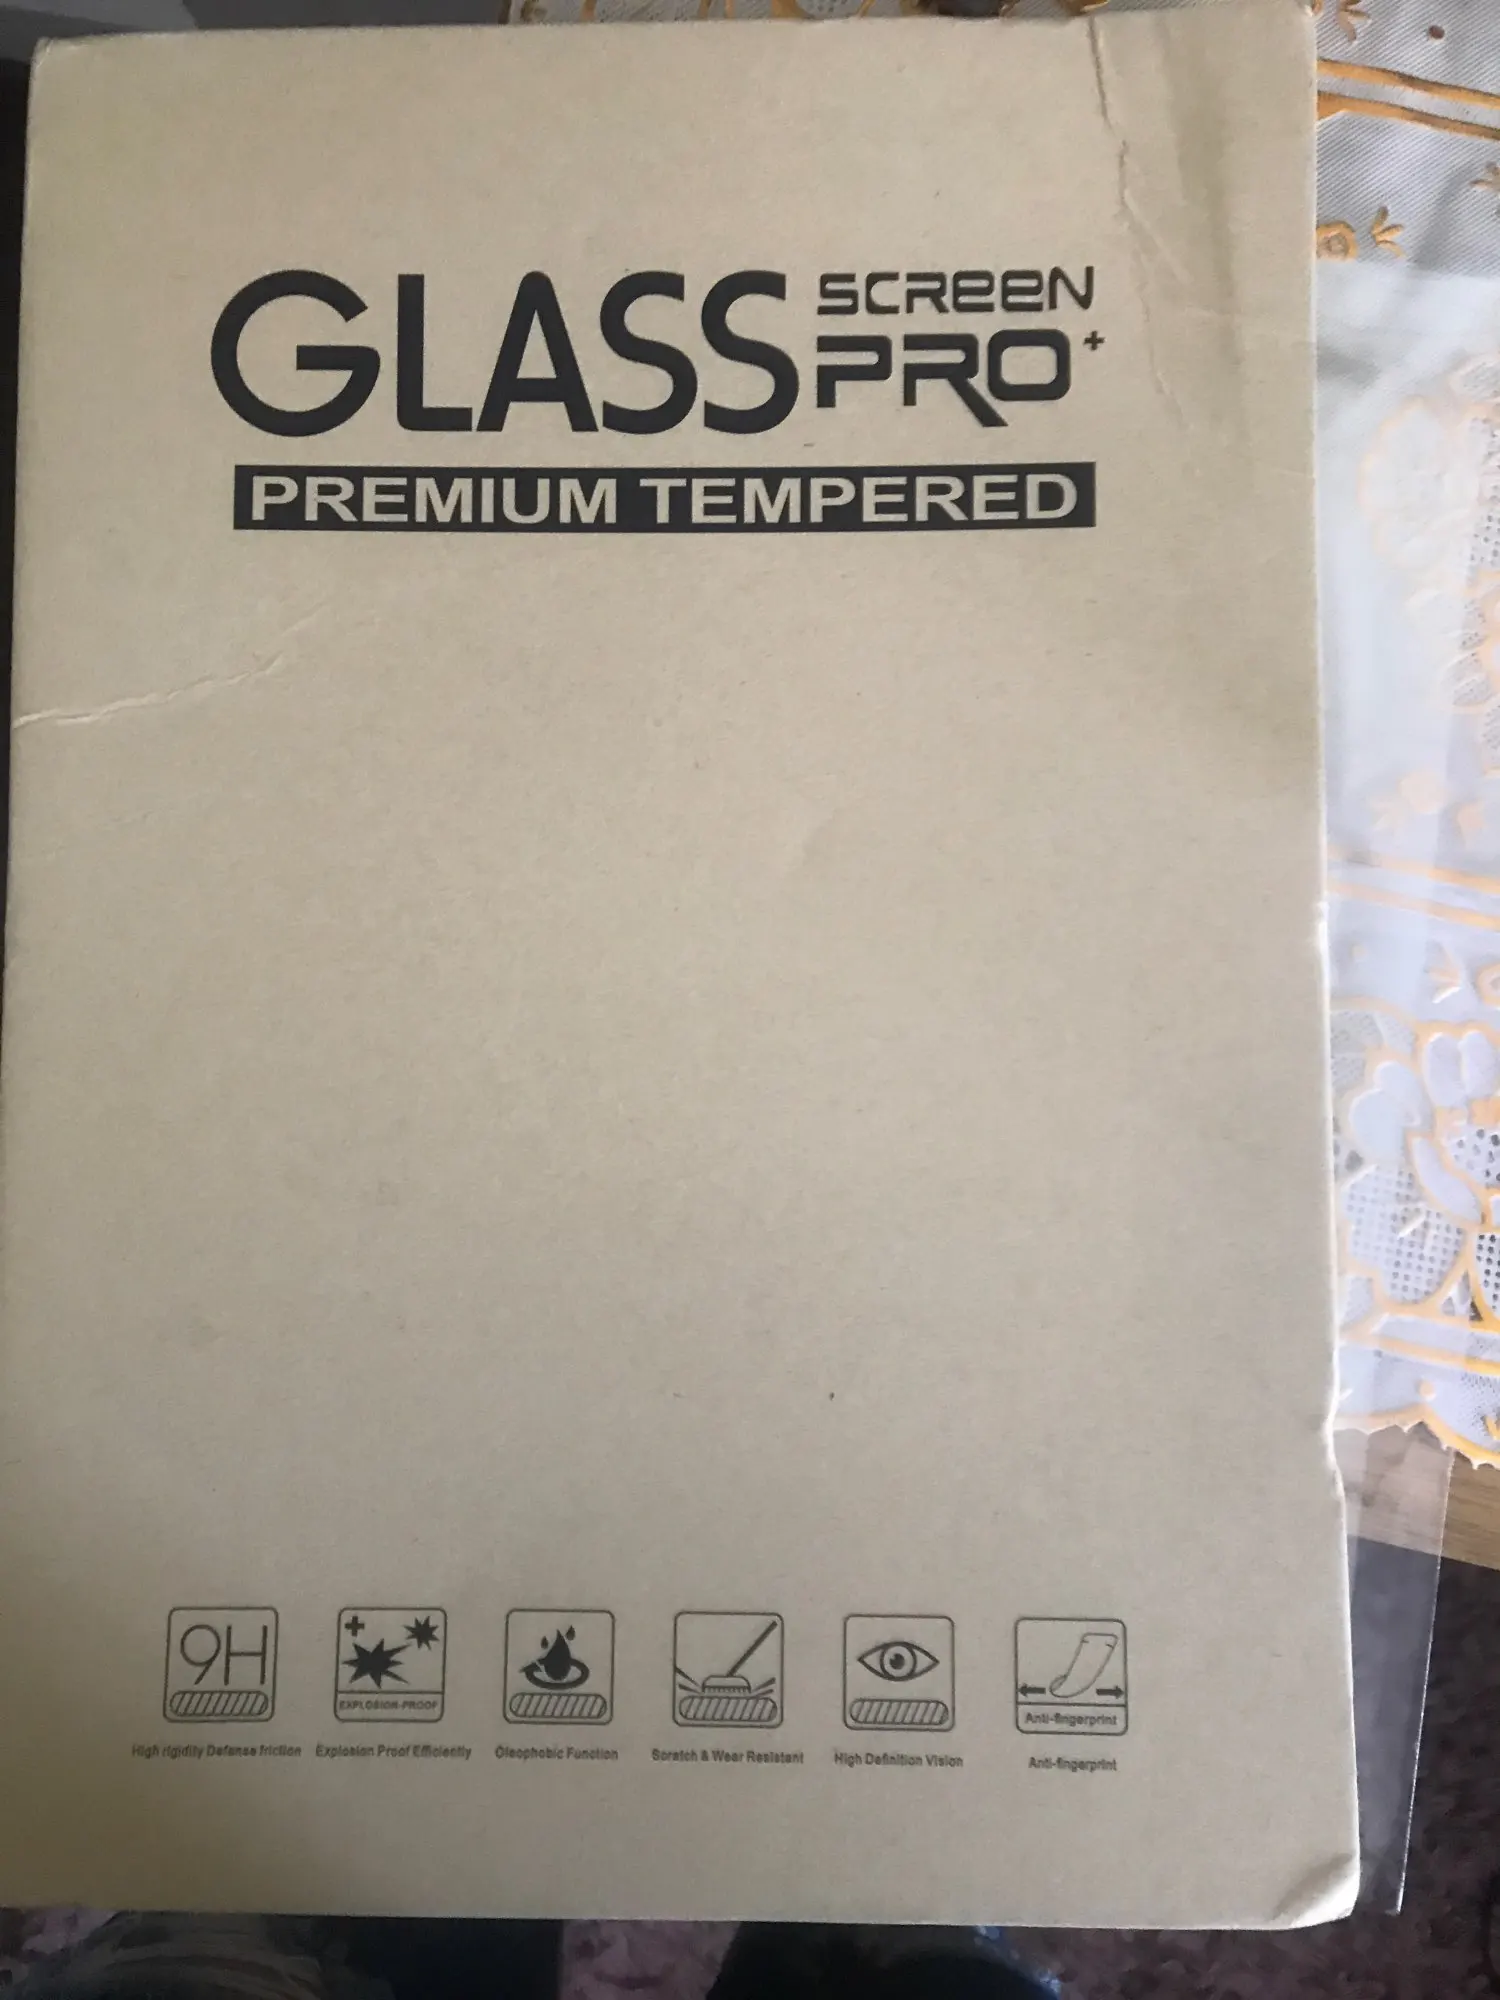 GLASS SCREEN
PRO+
PREMIUM TEMPERED
9H
EXPLOSION-PROOF
Anti-fingerprint
High rigidity Defense friction
Explosion Proof Efficiently
Oleophobic Function
Scratch & Wear Resistant
High Definition Vision
Anti-fingerprint